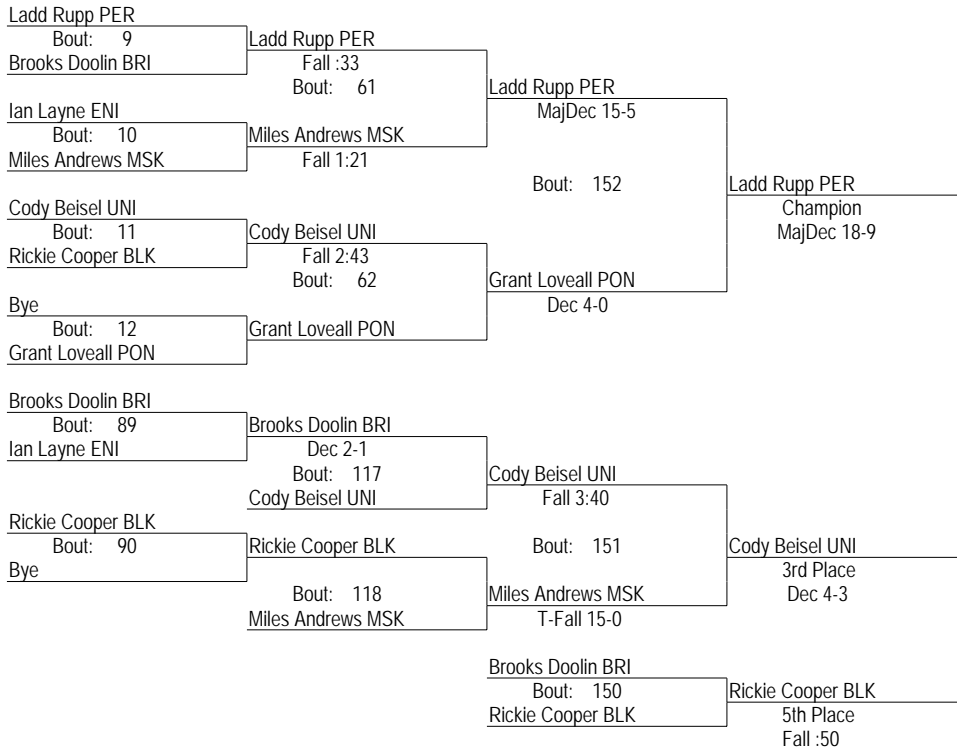 Ladd Rupp PER
Bout: 9
Brooks Doolin BRI
Ladd Rupp PER
Fall :33
Bout: 61
Ian Layne ENI
Bout: 10
Miles Andrews MSK
Miles Andrews MSK
Fall 1:21
Ladd Rupp PER
MajDec 15-5
Bout: 152
Cody Beisel UNI
Bout: 11
Rickie Cooper BLK
Cody Beisel UNI
Fall 2:43
Bout: 62
Bye
Bout: 12
Grant Loveall PON
Grant Loveall PON
Grant Loveall PON
Dec 4-0
Ladd Rupp PER
Champion
MajDec 18-9
Brooks Doolin BRI
Bout: 89
Ian Layne ENI
Brooks Doolin BRI
Dec 2-1
Bout: 117
Cody Beisel UNI
Cody Beisel UNI
Fall 3:40
Rickie Cooper BLK
Bout: 90
Bye
Rickie Cooper BLK
Bout: 118
Miles Andrews MSK
Bout: 151
Miles Andrews MSK
T-Fall 15-0
Cody Beisel UNI
3rd Place
Dec 4-3
Brooks Doolin BRI
Bout: 150
Rickie Cooper BLK
Rickie Cooper BLK
5th Place
Fall :50